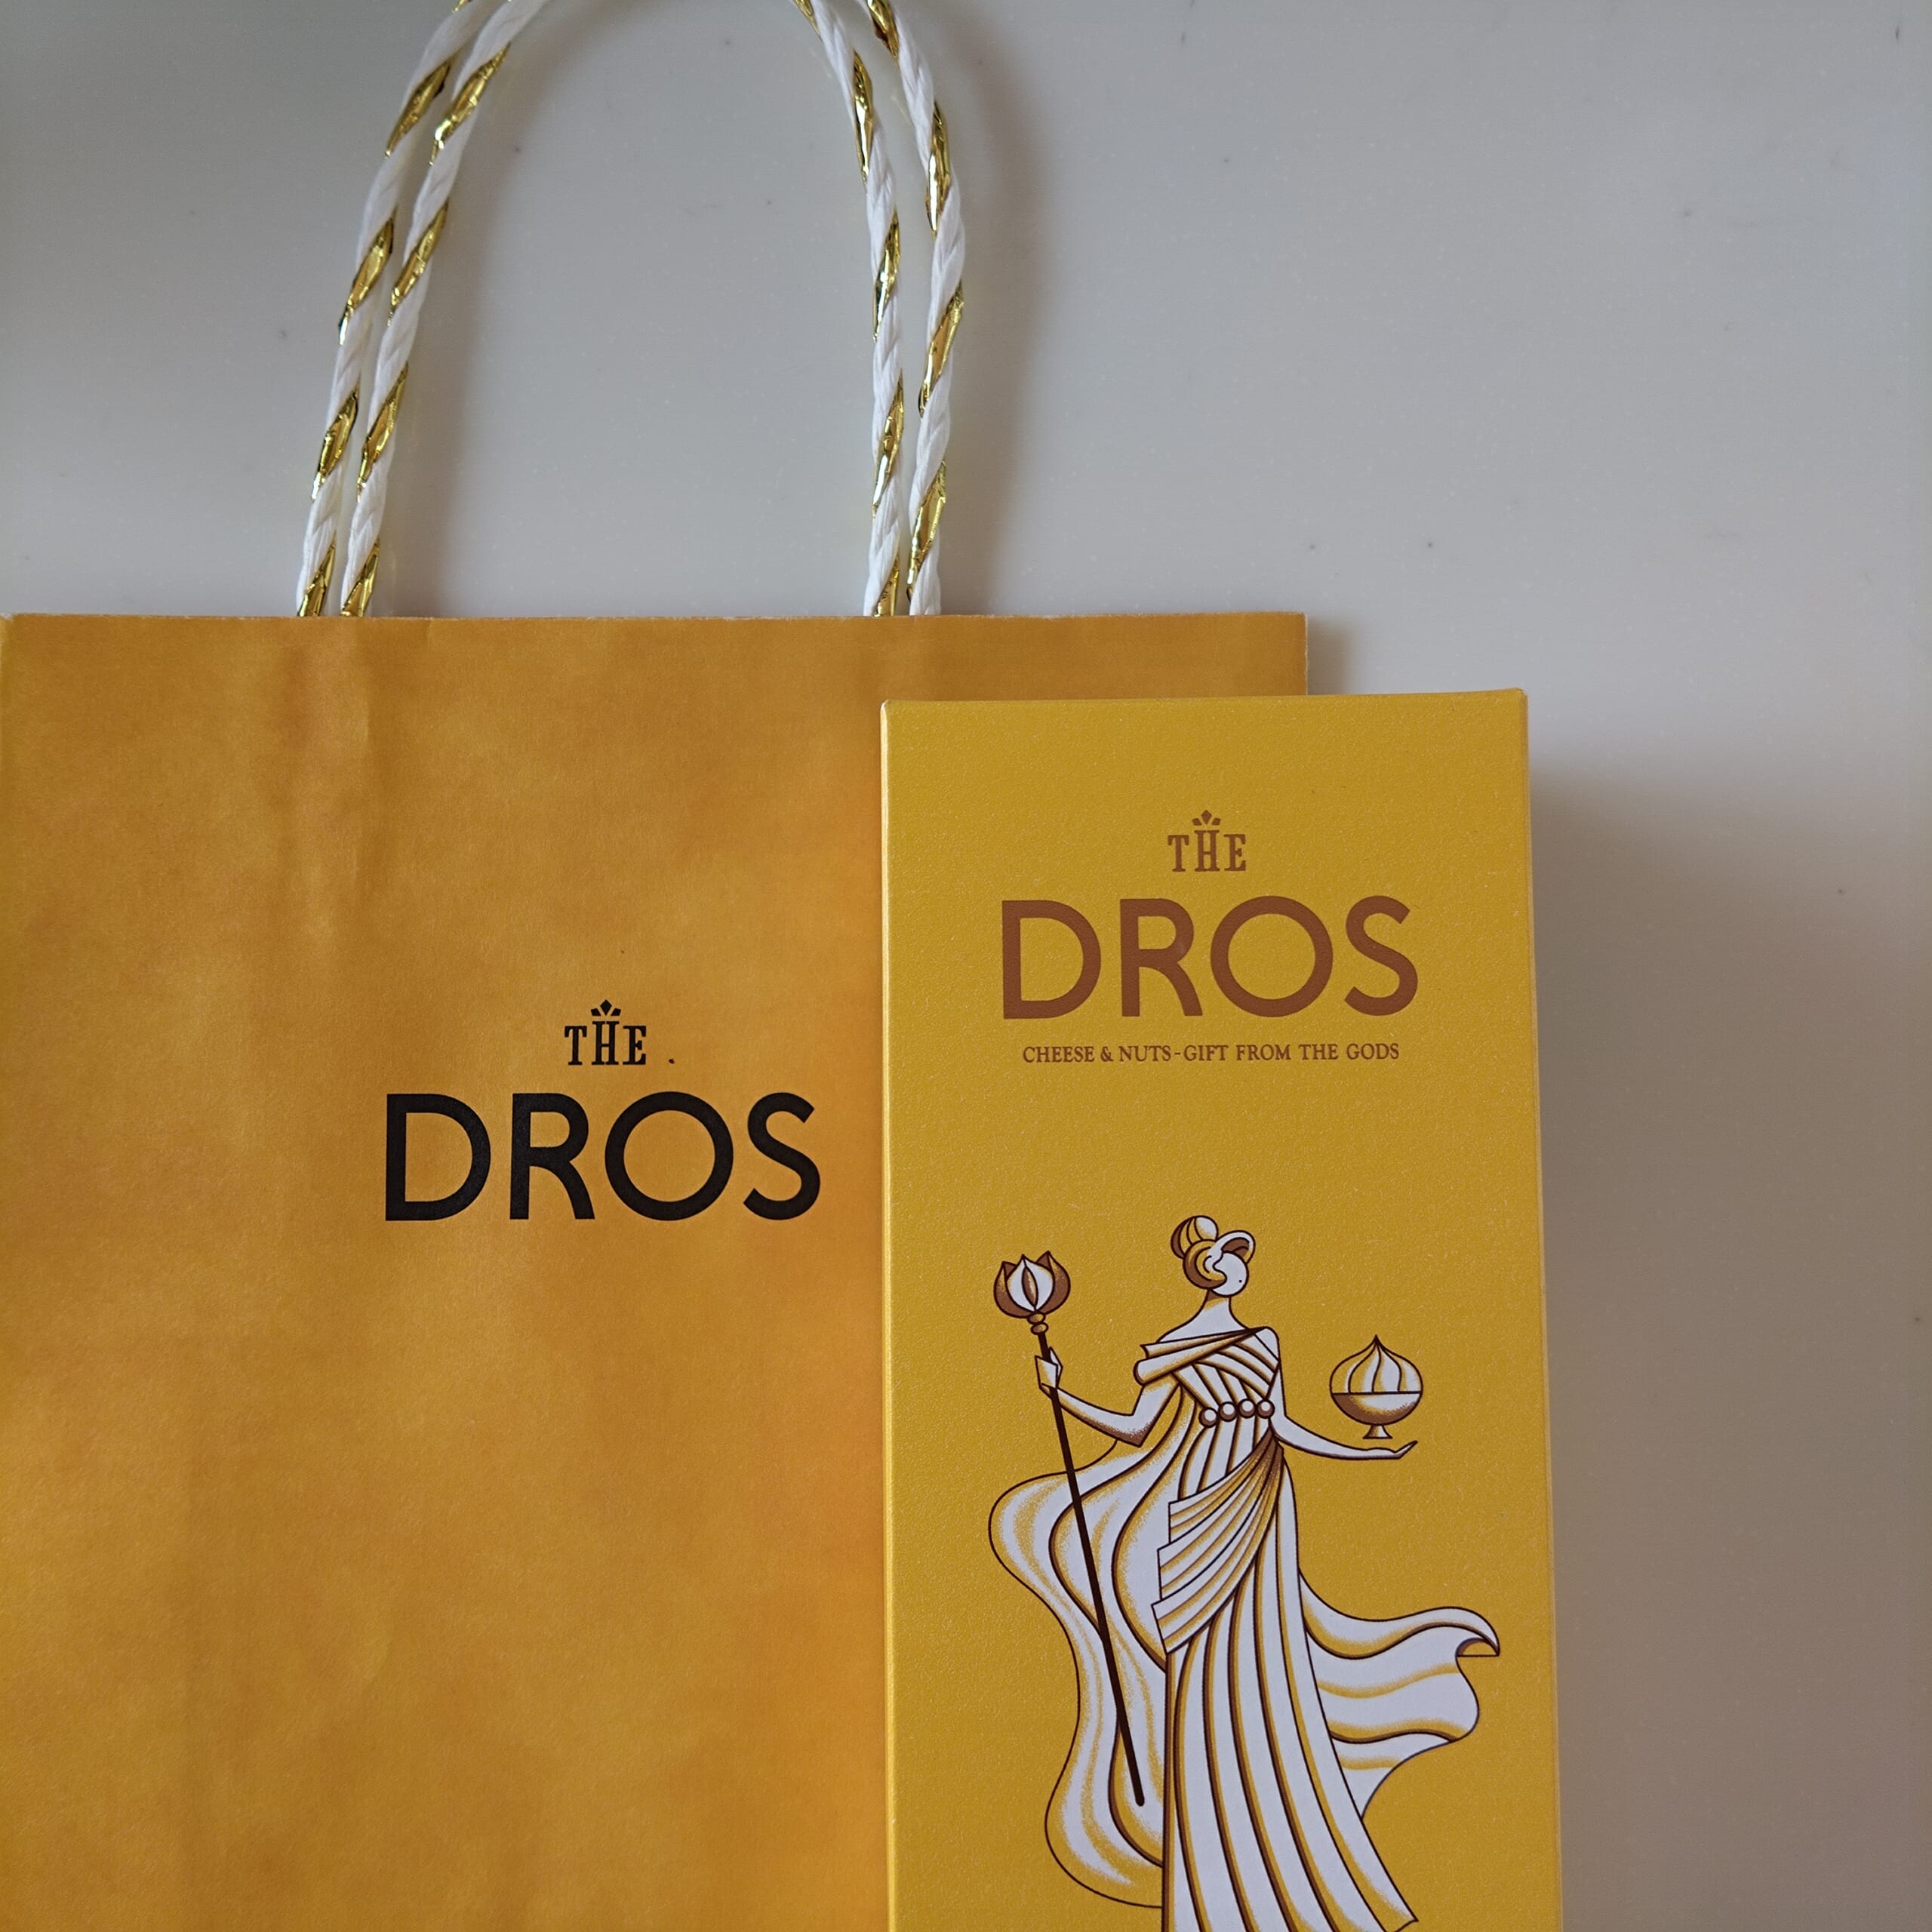 THE
DROS
THE
DROS
CHEESE & NUTS-GIFT FROM THE GODS